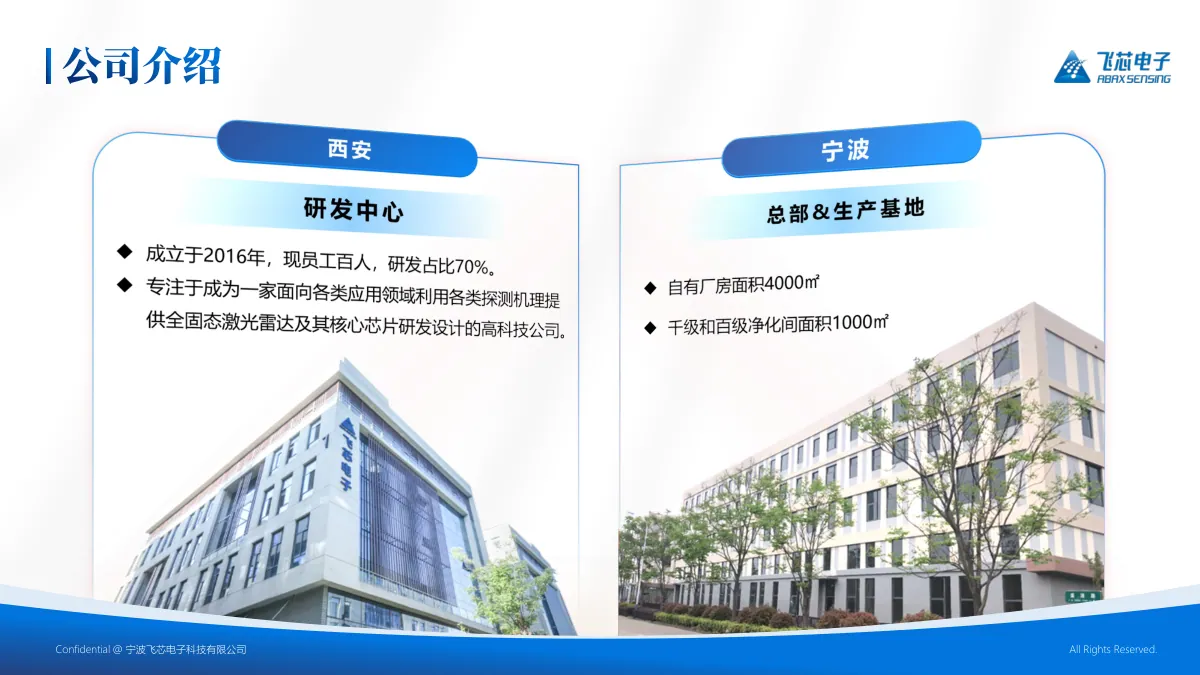 公司介绍
飞芯电子
ABAX SENSING
西安
研发中心
◆ 成立于2016年，现员工百人，研发占比70%。
◆ 专注于成为一家面向各类应用领域利用各类探测机理提
供全固态激光雷达及其核心芯片研发设计的高科技公司。
飞芯电子
宁波
总部&生产基地
◆ 自有厂房面积4000㎡
◆ 千级和百级净化间面积1000㎡
Confidential @ 宁波飞芯电子科技有限公司
All Rights Reserved.